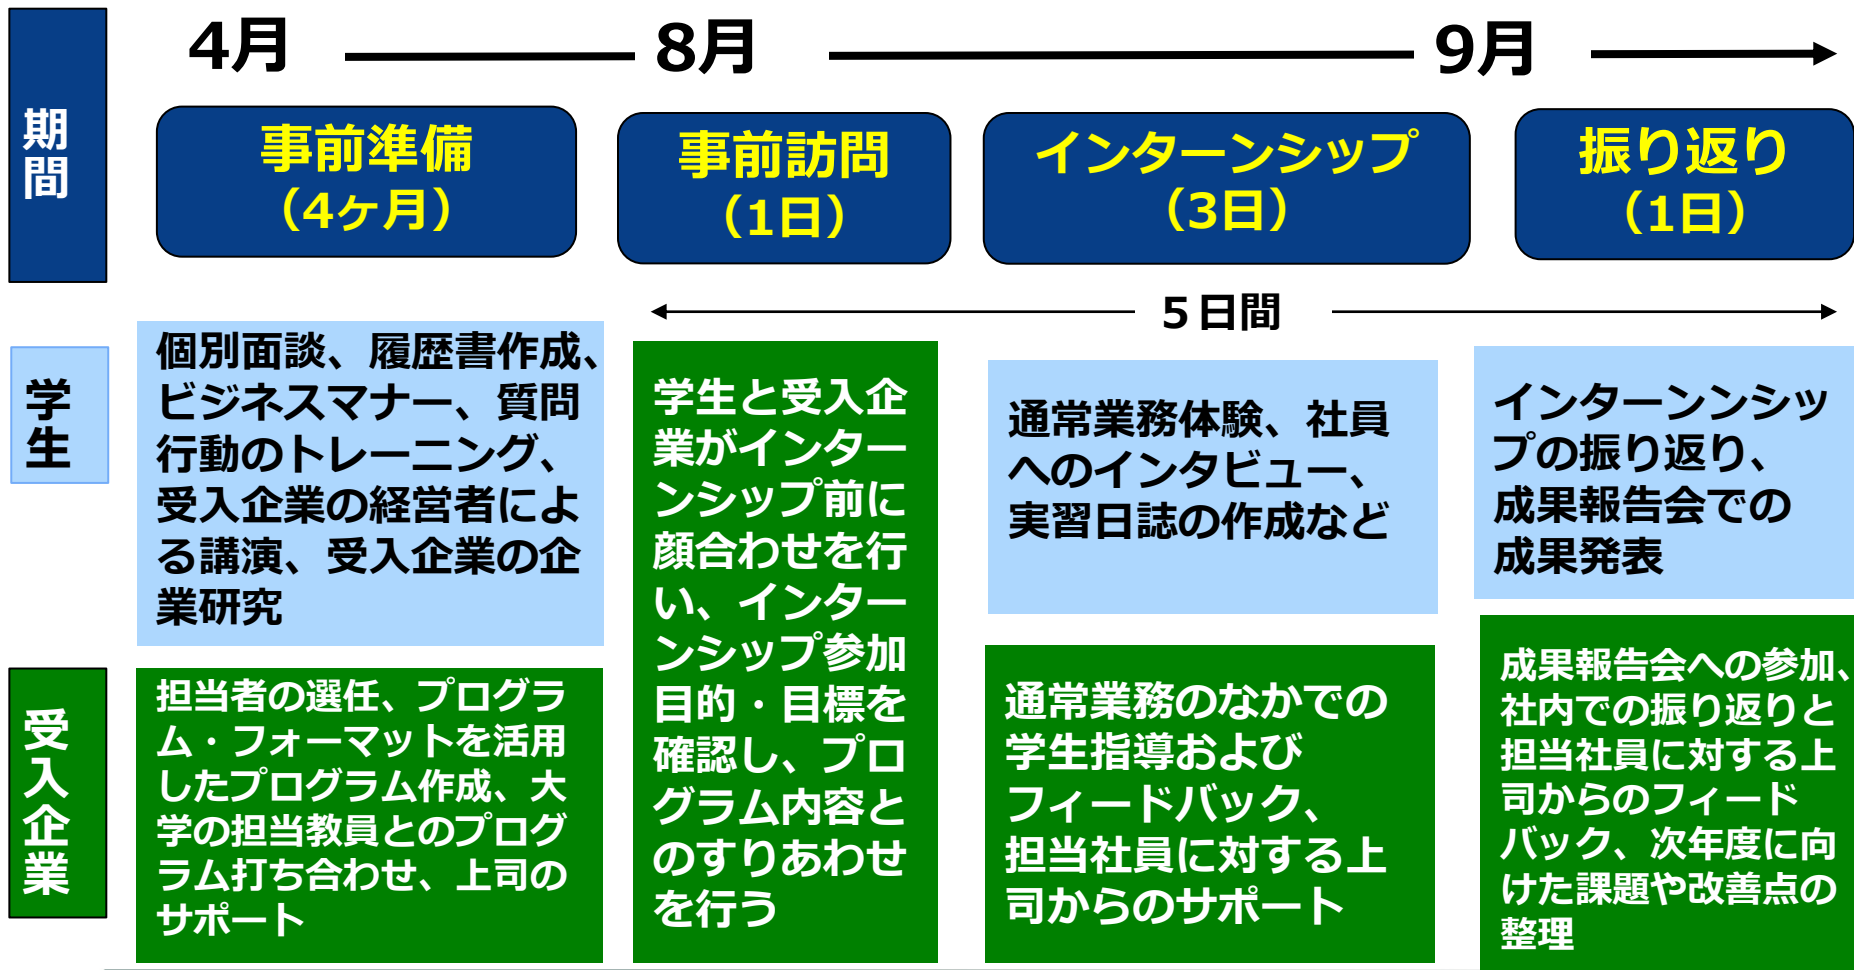 期間
4月
8月
9月
事前準備
（4ヶ月）
事前訪問
（1日）
インターンシップ
（3日）
振り返り
（1日）
５日間
学生
個別面談、履歴書作成、
ビジネスマナー、質問
行動のトレーニング、
受入企業の経営者によ
る講演、受入企業の企
業研究
学生と受入企
業がインター
ンシップ前に
顔合わせを行
い、インター
ンシップ参加
目的・目標を
確認し、プロ
グラム内容と
のすりあわせ
を行う
通常業務体験、社員
へのインタビュー、
実習日誌の作成など
インターンンシッ
プの振り返り、
成果報告会での
成果発表
受入企業
担当者の選任、プログラ
ム・フォーマットを活用
したプログラム作成、大
学の担当教員とのプログ
ラム打ち合わせ、上司の
サポート
通常業務のなかでの
学生指導および
フィードバック、
担当社員に対する上
司からのサポート
成果報告会への参加、
社内での振り返りと
担当社員に対する上
司からのフィード
バック、次年度に向
けた課題や改善点の
整理